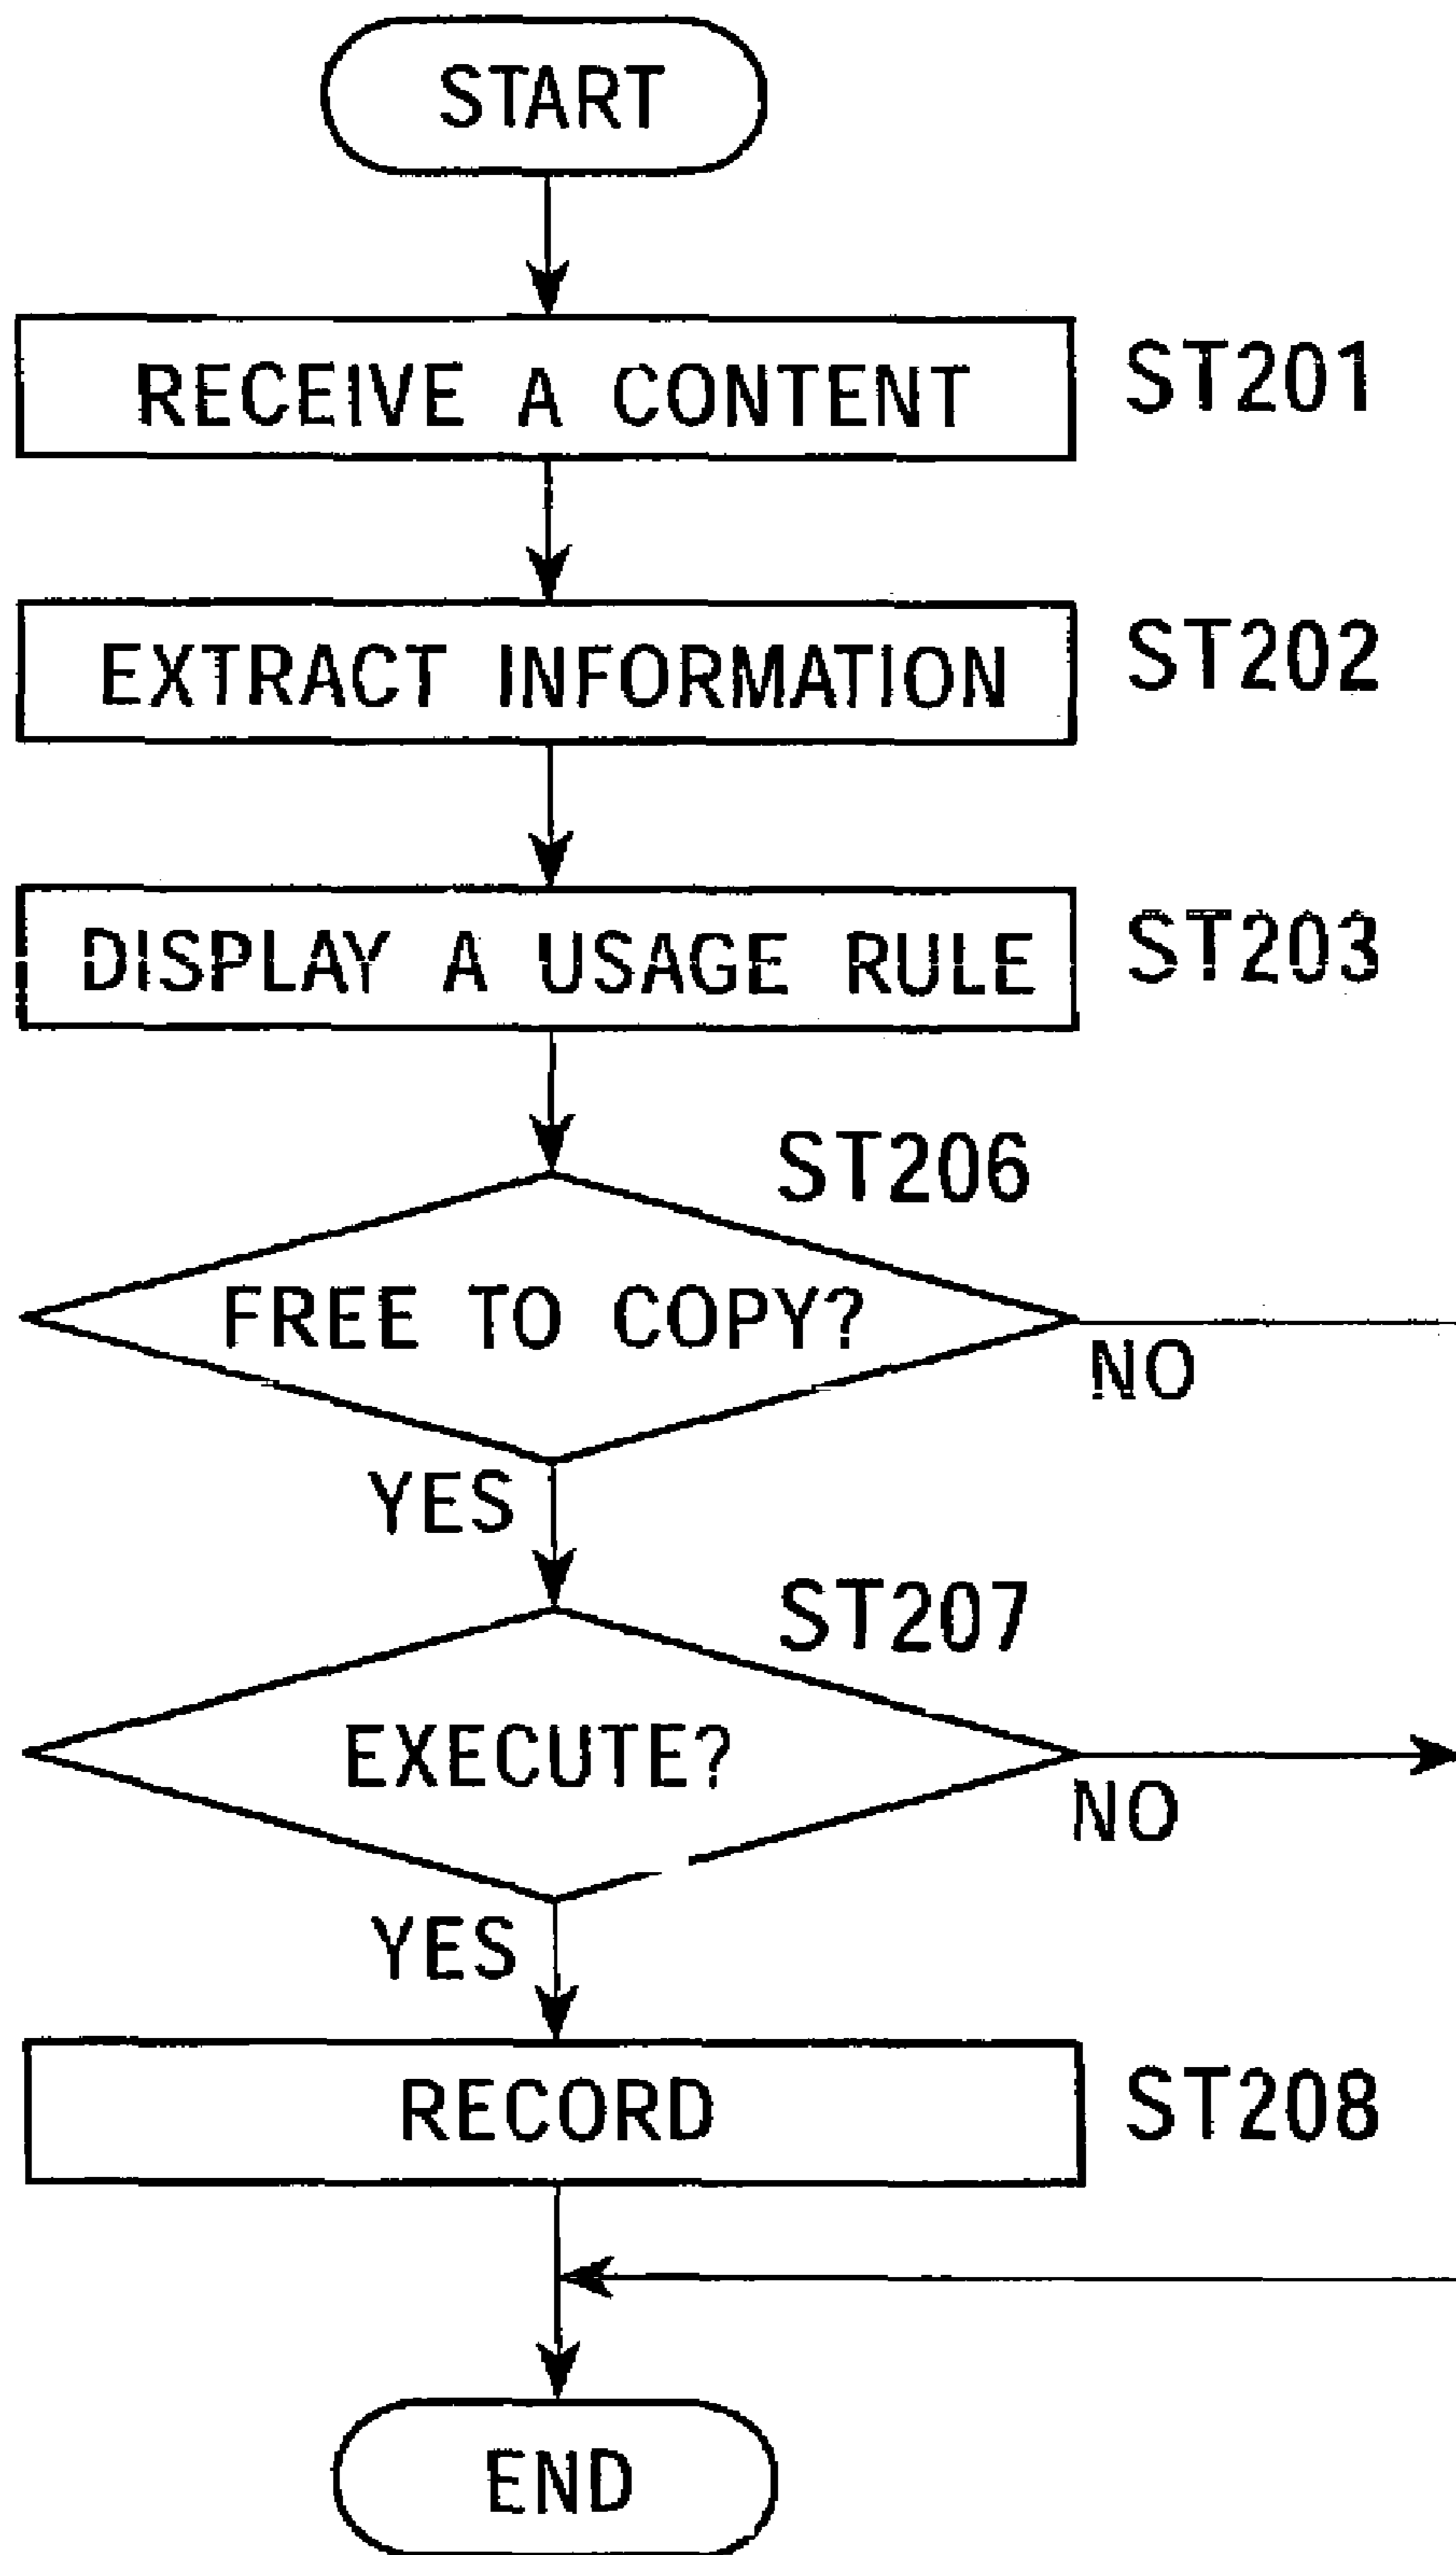 START
RECEIVE A CONTENT
ST201
EXTRACT INFORMATION
ST202
DISPLAY A USAGE RULE
ST203
ST206
FREE TO COPY?
NO
YES
ST207
EXECUTE?
NO
YES
RECORD
ST208
END